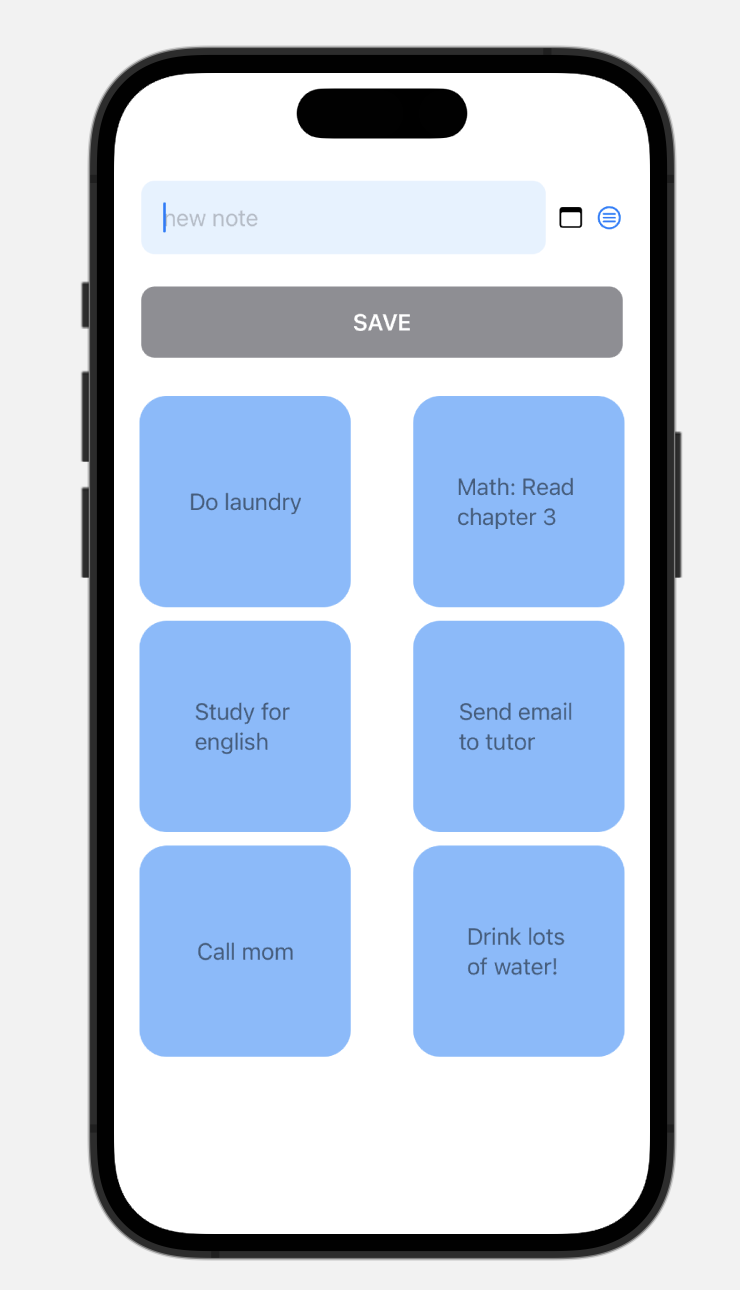 new note
SAVE
Do laundry
Math: Read
chapter 3
Study for
english
Send email
to tutor
Call mom
Drink lots
of water!